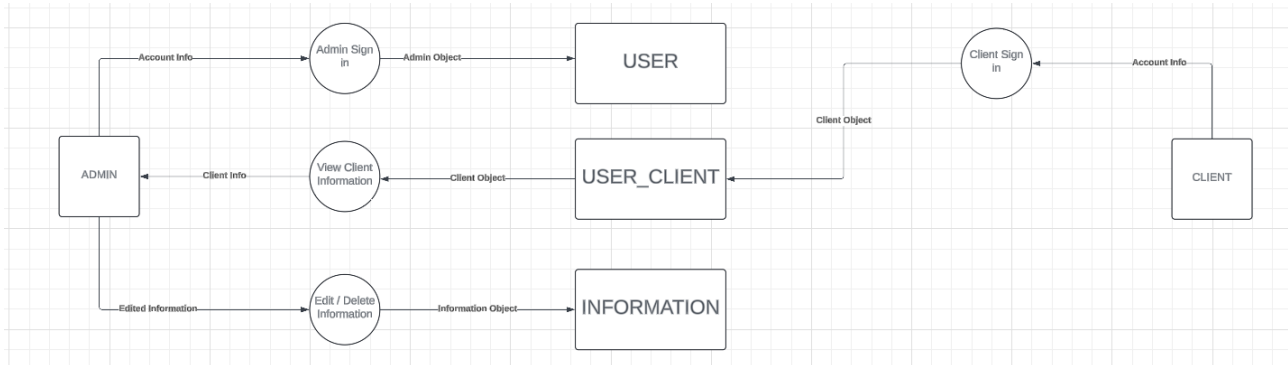 Account Info
Admin Sign
in
Admin Object
USER
Client Sign
in
Account Info
Client Object
ADMIN
Client Info
View Client
Information
Client Object
USER_CLIENT
CLIENT
Edited Information
Edit / Delete
Information
Information Object
INFORMATION